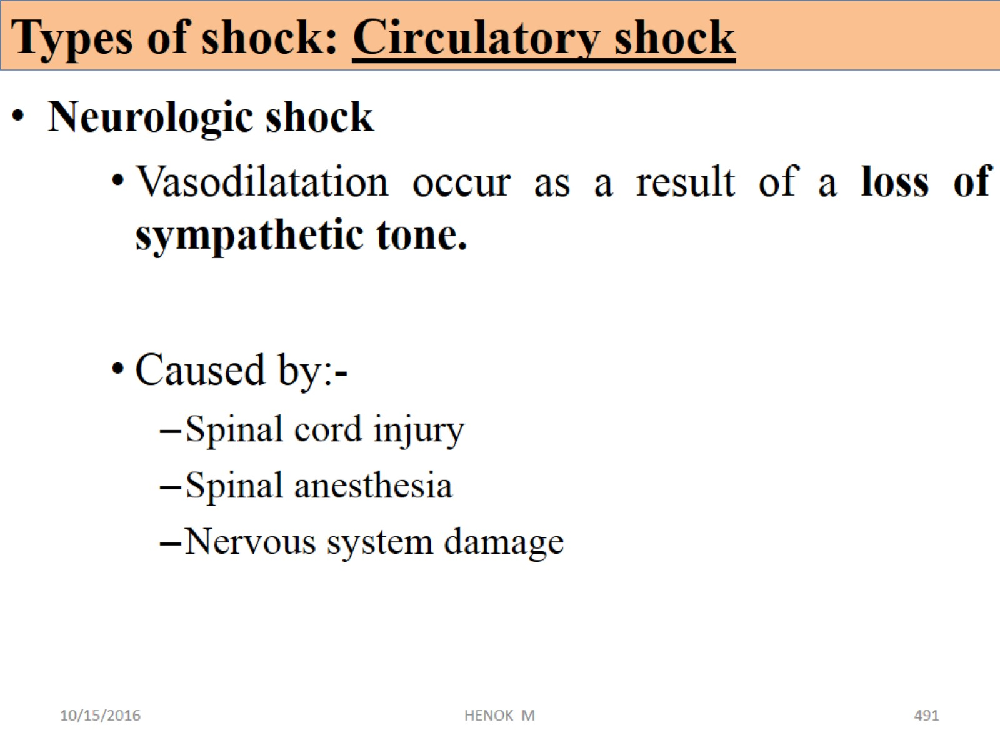 Types of shock: Circulatory shock
• Neurologic shock
• Vasodilatation occur as a result of a loss of
sympathetic tone.
• Caused by:-
–Spinal cord injury
–Spinal anesthesia
–Nervous system damage
10/15/2016 HENOK M 491